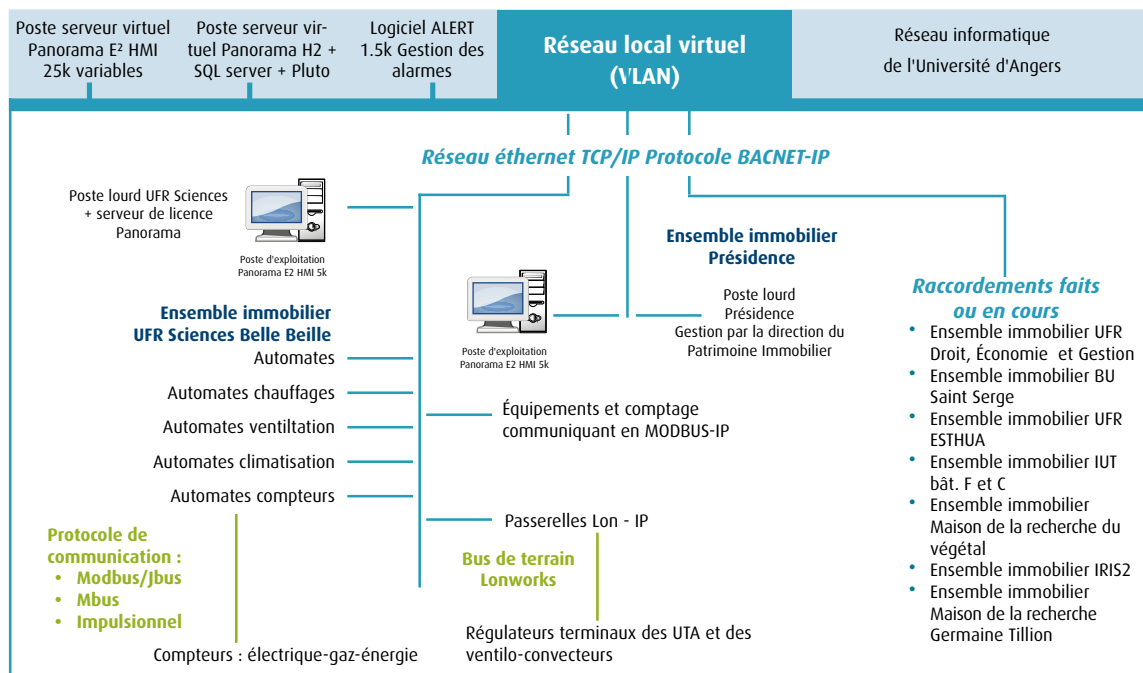 Poste serveur virtuel
Panorama E² HMI
25k variables
Poste serveur vir-
tuel Panorama H2 +
SQL server + Pluto
Logiciel ALERT
1.5k Gestion des
alarmes
Réseau local virtuel
(VLAN)
Réseau informatique
de l'Université d'Angers
Réseau éthernet TCP/IP Protocole BACNET-IP
Poste lourd UFR Sciences
+ serveur de licence
Panorama
Poste d'exploitation
Panorama E2 HMI 5k
Ensemble immobilier
UFR Sciences Belle Beille
Automates
Automates chauffages
Automates ventiltation
Automates climatisation
Automates compteurs
Protocole de
communication :
• Modbus/Jbus
• Mbus
• Impulsionnel
Compteurs : électrique-gaz-énergie
Ensemble immobilier
Présidence
Poste d'exploitation
Panorama E2 HMI 5k
Poste lourd
Présidence
Gestion par la direction du
Patrimoine Immobilier
Équipements et comptage
communiquant en MODBUS-IP
Passerelles Lon - IP
Bus de terrain
Lonworks
Régulateurs terminaux des UTA et des
ventilo-convecteurs
Raccordements faits
ou en cours
• Ensemble immobilier UFR
Droit, Économie et Gestion
• Ensemble immobilier BU
Saint Serge
• Ensemble immobilier UFR
ESTHUA
• Ensemble immobilier IUT
bât. F et C
• Ensemble immobilier
Maison de la recherche du
végétal
• Ensemble immobilier IRIS2
• Ensemble immobilier
Maison de la recherche
Germaine Tillion